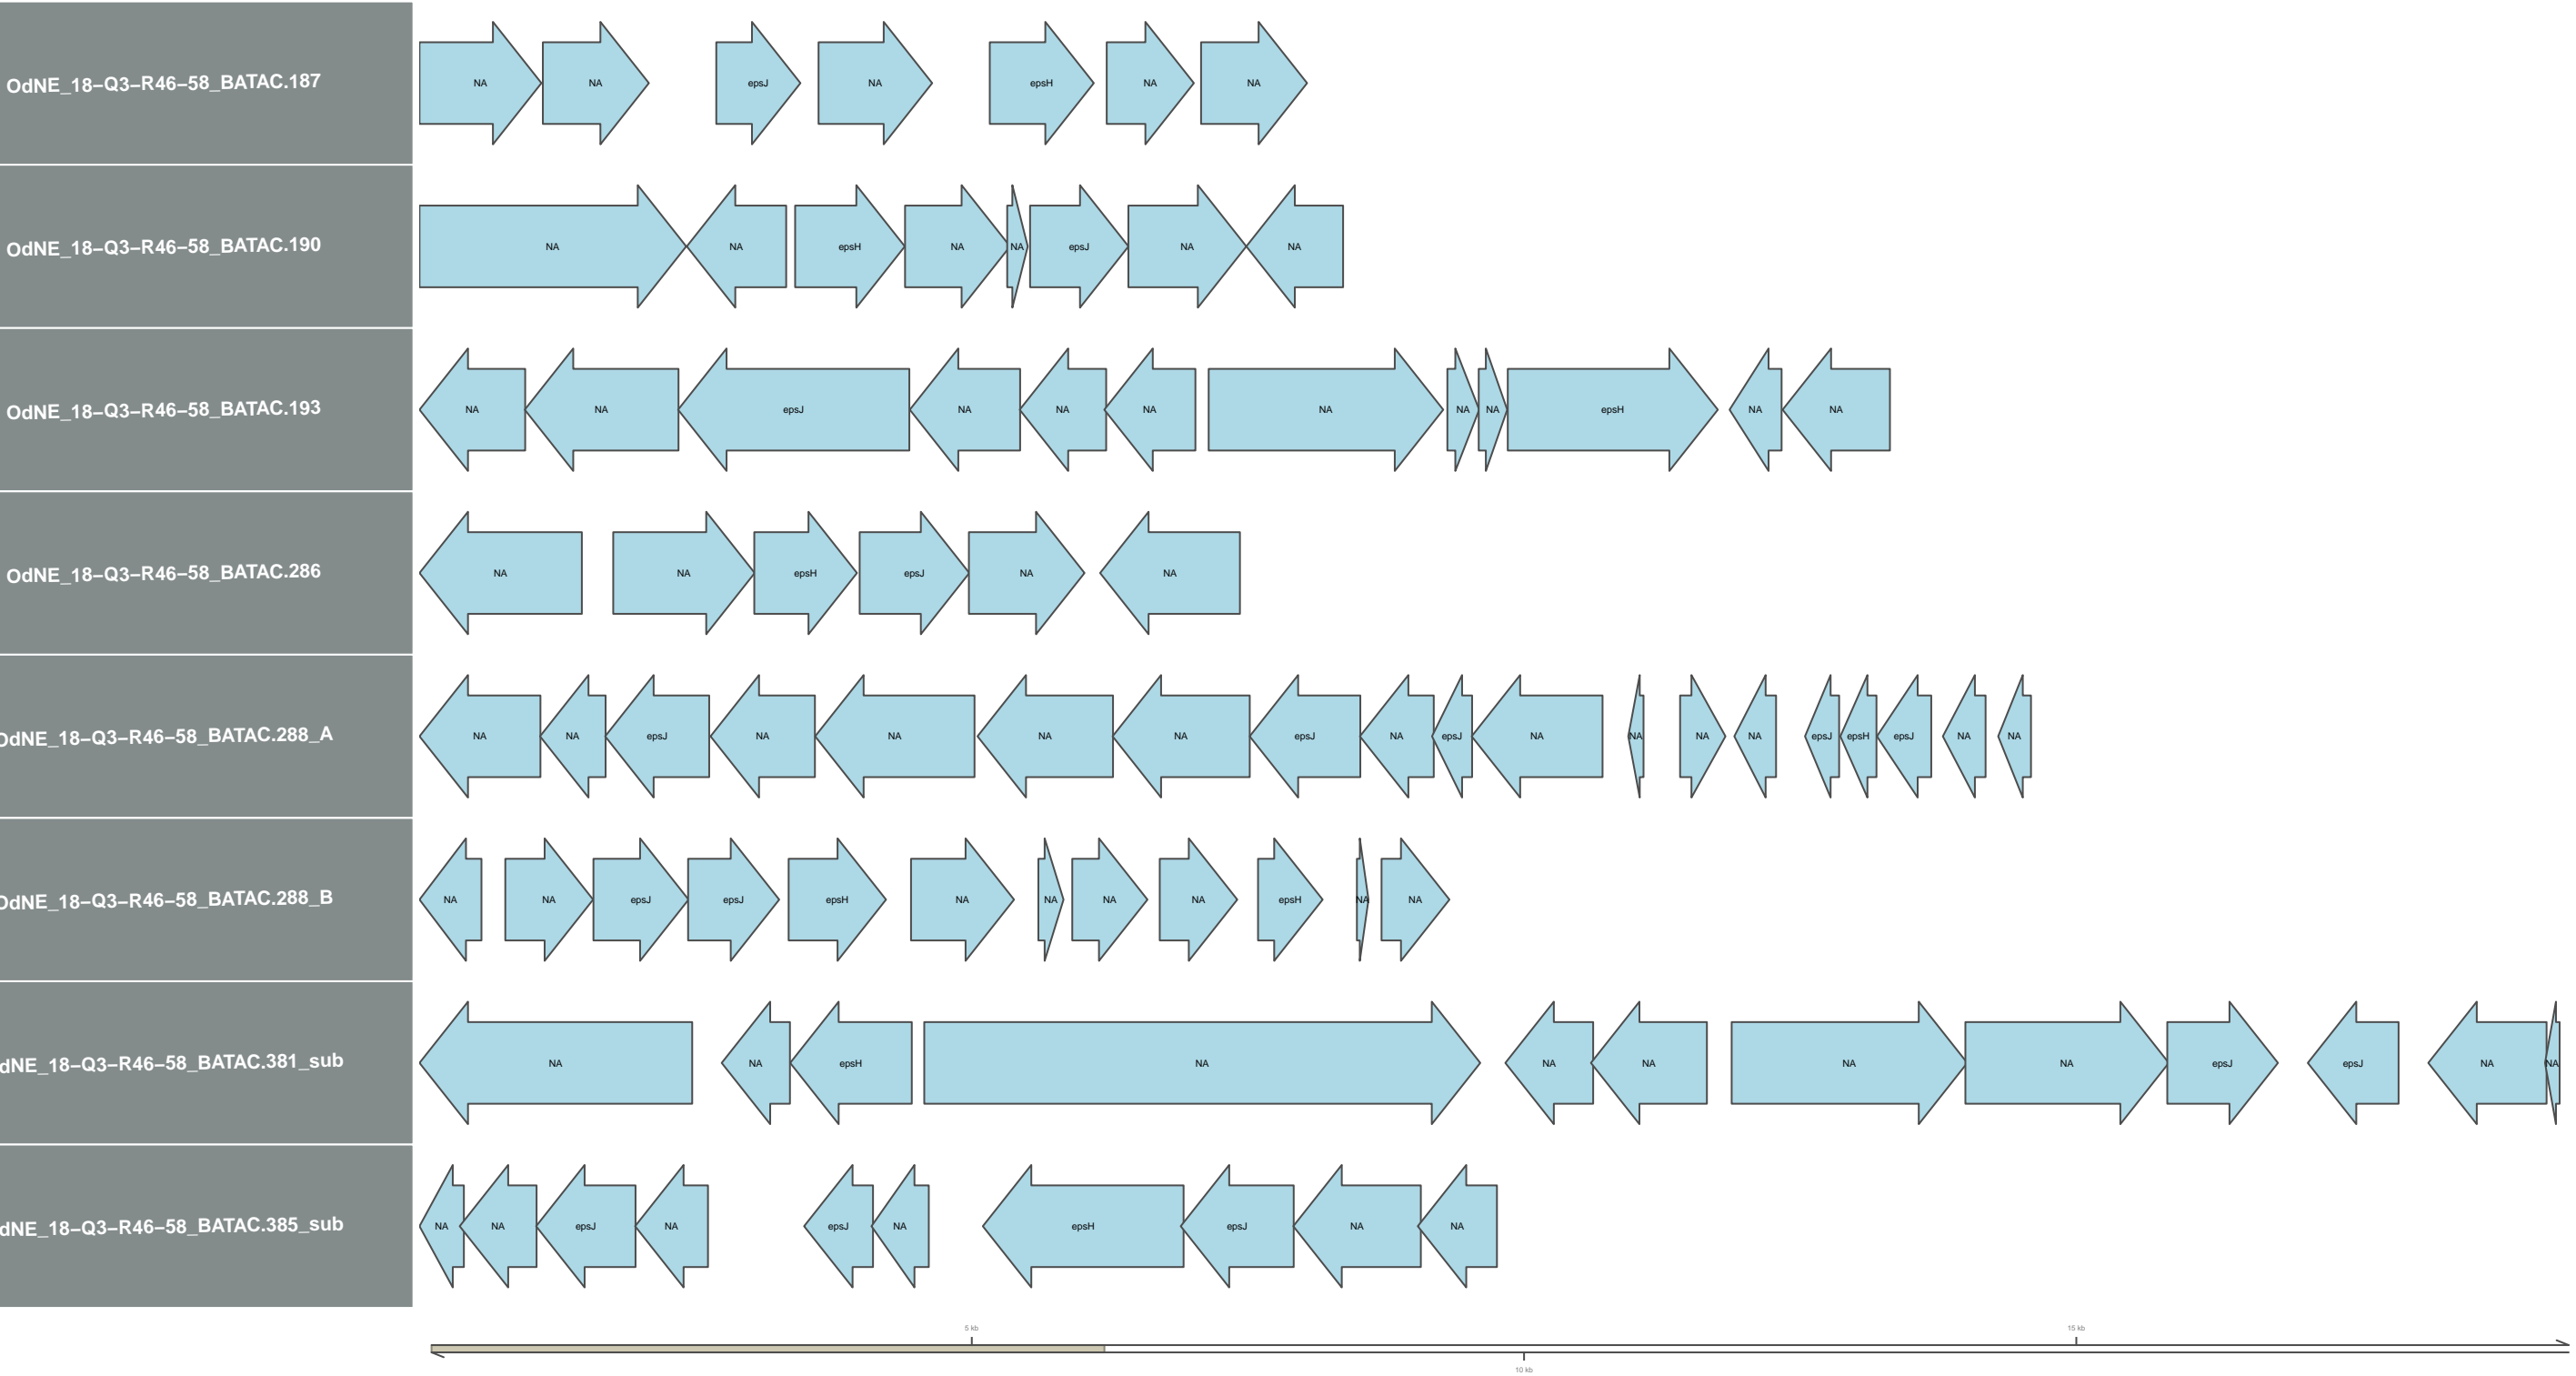 OdNE_18−Q3−R46−58_BATAC.187 NA NA epsJ NA epsH NA NA
OdNE_18−Q3−R46−58_BATAC.190 NA NA epsH NA NA epsJ NA NA
OdNE_18−Q3−R46−58_BATAC.193 NA NA epsJ NA NA NA NA NA NA epsH NA NA
OdNE_18−Q3−R46−58_BATAC.286 NA NA epsH epsJ NA NA
OdNE_18−Q3−R46−58_BATAC.288_A NA NA epsJ NA NA NA NA epsJ NA epsJ NA NA NA NA epsJ epsH epsJ NA NA
OdNE_18−Q3−R46−58_BATAC.288_B NA NA epsJ epsJ epsH NA NA NA NA epsH NA NA
dNE_18−Q3−R46−58_BATAC.381_sub NA NA epsH NA NA NA NA NA epsJ epsJ NA NA
dNE_18−Q3−R46−58_BATAC.385_sub NA NA epsJ NA epsJ NA epsH epsJ NA NA
5 kb 15 kb
10 kb